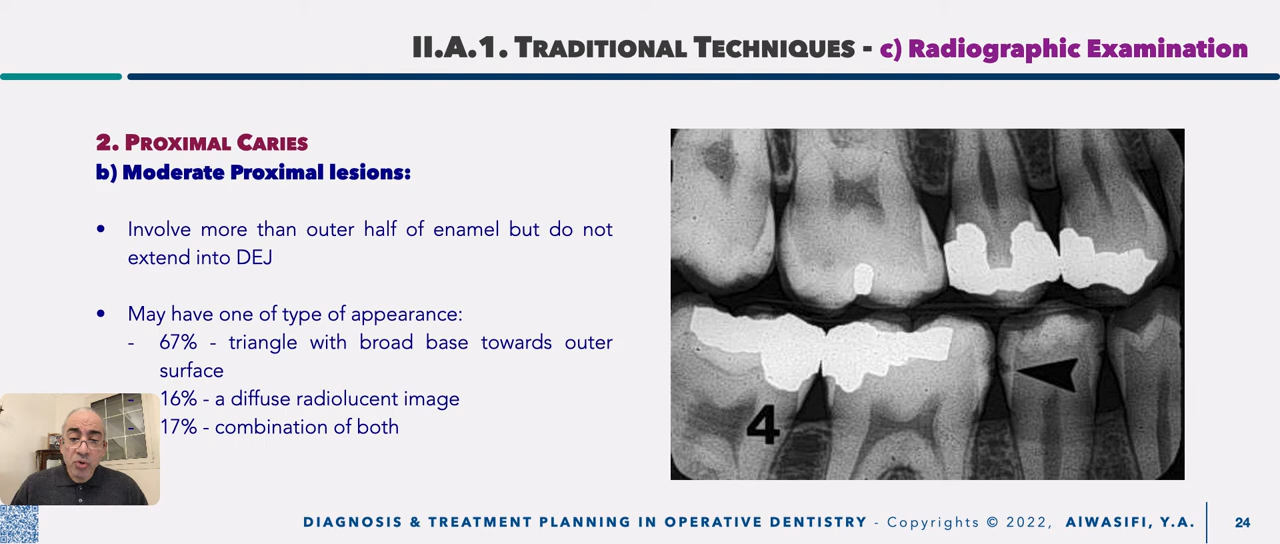 II.A.1. TRADITIONAL TECHNIQUES - c) Radiographic Examination
2. PROXIMAL CARIES
b) Moderate Proximal lesions:
• Involve more than outer half of enamel but do not
extend into DEJ
• May have one of type of appearance:
- 67% - triangle with broad base towards outer
surface
- 16% - a diffuse radiolucent image
- 17% - combination of both
4
DIAGNOSIS & TREATMENT PLANNING IN OPERATIVE DENTISTRY - Copyrights © 2022, AlWASIFI, Y.A.
24